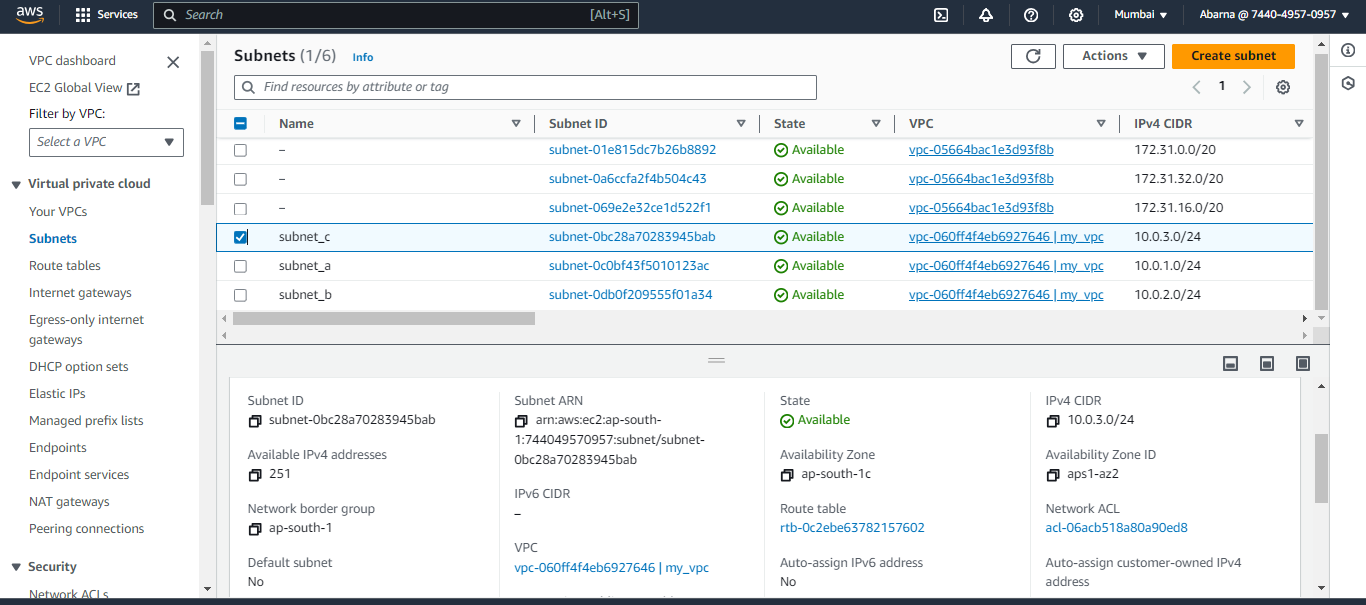 aws
Services
Search
[Alt+S]
Mumbai
Abarna @ 7440-4957-0957
VPC dashboard
EC2 Global View
Filter by VPC:
Select a VPC
Virtual private cloud
Your VPCs
Subnets
Route tables
Internet gateways
Egress-only internet
gateways
DHCP option sets
Elastic IPs
Managed prefix lists
Endpoints
Endpoint services
NAT gateways
Peering connections
Security
Network ACLs
Subnets (1/6) Info
Actions
Create subnet
Find resources by attribute or tag
1
Name Subnet ID State VPC IPv4 CIDR
– subnet-01e815dc7b26b8892 Available vpc-05664bac1e3d93f8b 172.31.0.0/20
– subnet-0a6ccfa2f4b504c43 Available vpc-05664bac1e3d93f8b 172.31.32.0/20
– subnet-069e2e32ce1d522f1 Available vpc-05664bac1e3d93f8b 172.31.16.0/20
subnet_c subnet-0bc28a70283945bab Available vpc-060ff4f4eb6927646 | my_vpc 10.0.3.0/24
subnet_a subnet-0c0bf43f5010123ac Available vpc-060ff4f4eb6927646 | my_vpc 10.0.1.0/24
subnet_b subnet-0db0f209555f01a34 Available vpc-060ff4f4eb6927646 | my_vpc 10.0.2.0/24
Subnet ID
subnet-0bc28a70283945bab
Available IPv4 addresses
251
Network border group
ap-south-1
Default subnet
No
Subnet ARN
arn:aws:ec2:ap-south-
1:744049570957:subnet/subnet-
0bc28a70283945bab
IPv6 CIDR
–
VPC
vpc-060ff4f4eb6927646 | my_vpc
State
Available
Availability Zone
ap-south-1c
Route table
rtb-0c2ebe63782157602
Auto-assign IPv6 address
No
IPv4 CIDR
10.0.3.0/24
Availability Zone ID
aps1-az2
Network ACL
acl-06acb518a80a90ed8
Auto-assign customer-owned IPv4
address